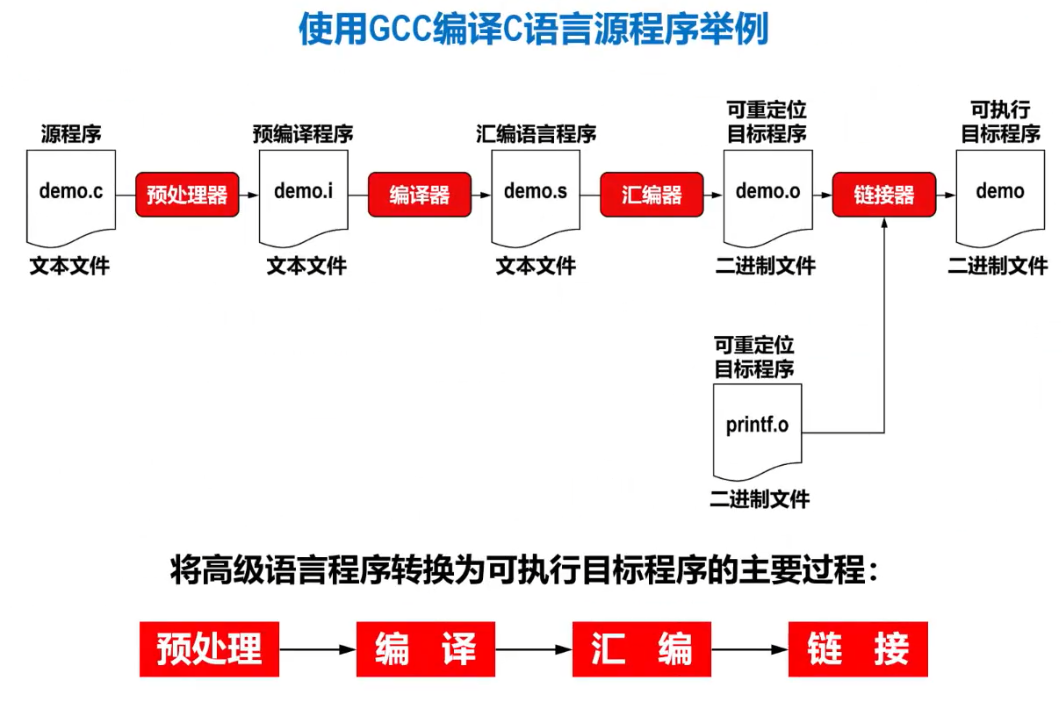 使用GCC编译C语言源程序举例
源程序
预编译程序
汇编语言程序
可重定位
目标程序
可执行
目标程序
demo.c
预处理器
demo.i
编译器
demo.s
汇编器
demo.o
链接器
demo
文本文件
文本文件
文本文件
二进制文件
二进制文件
可重定位
目标程序
printf.o
二进制文件
将高级语言程序转换为可执行目标程序的主要过程：
预处理
编 译
汇 编
链 接